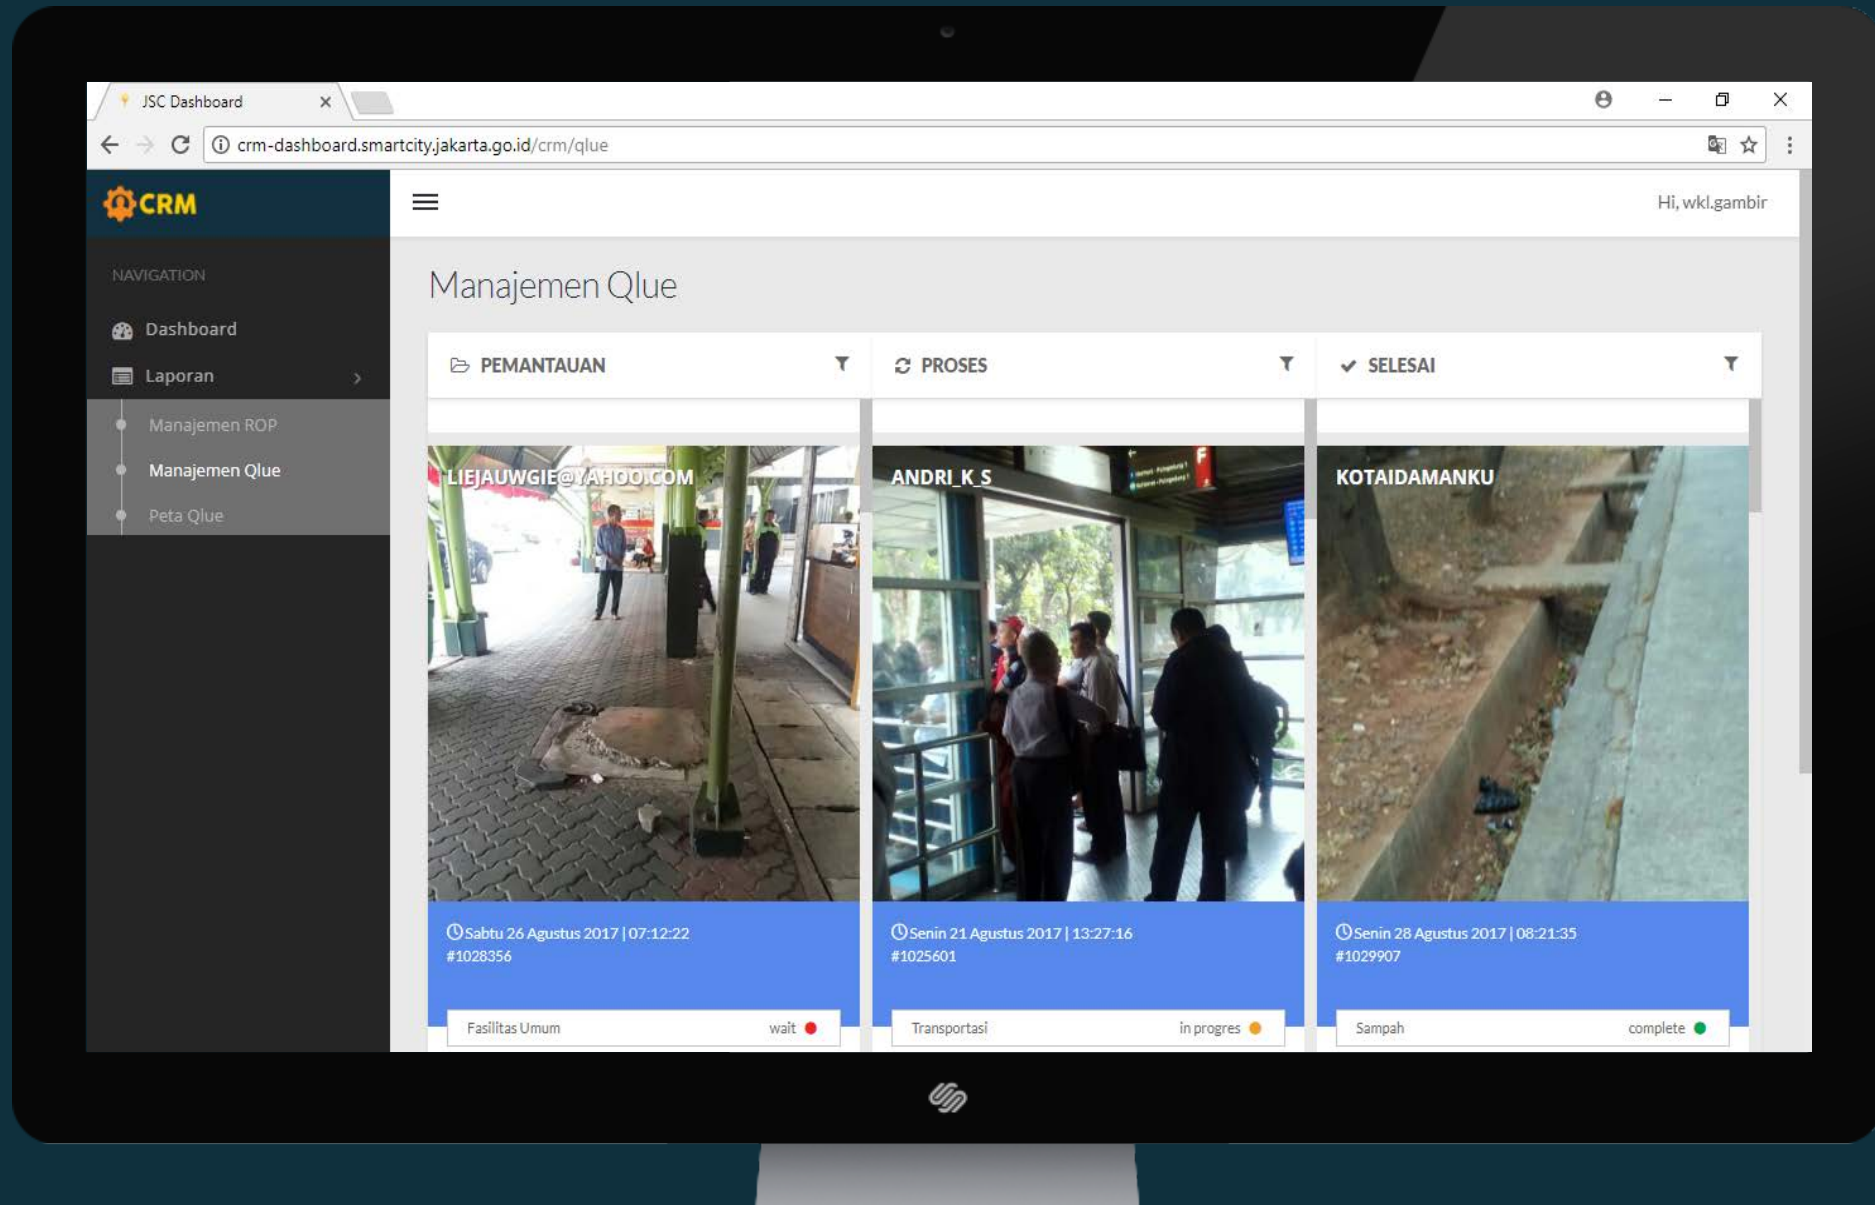 JSC Dashboard
crm-dashboard.smartcity.jakarta.go.id/crm/qlue
CRM
Hi, wkl.gambir
NAVIGATION
Dashboard
Laporan
Manajemen ROP
Manajemen Qlue
Peta Qlue
Manajemen Qlue
PEMANTAUAN
PROSES
SELESAI
LIEJAUWGIE@YAHOO.COM
Sabtu 26 Agustus 2017 | 07:12:22
#1028356
Fasilitas Umum wait
ANDRI_K_S
F
Senin 21 Agustus 2017 | 13:27:16
#1025601
Transportasi in progres
KOTAIDAMANKU
Senin 28 Agustus 2017 | 08:21:35
#1029907
Sampah complete